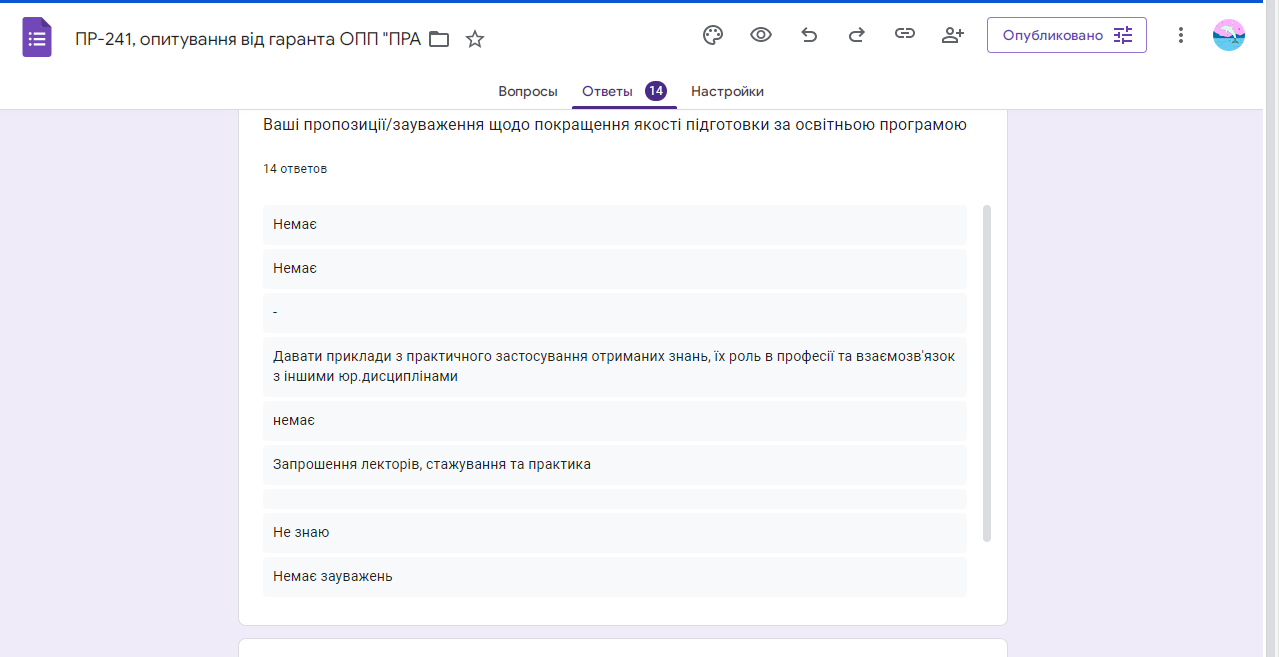 ПР-241, опитування від гаранта ОПП "ПРА
Опубликовано
Вопросы
Ответы 14
Настройки
Ваші пропозиції/зауваження щодо покращення якості підготовки за освітньою програмою
14 ответов
Немає
Немає
-
Давати приклади з практичного застосування отриманих знань, їх роль в професії та взаємозв'язок
з іншими юр.дисциплінами
немає
Запрошення лекторів, стажування та практика
Не знаю
Немає зауважень